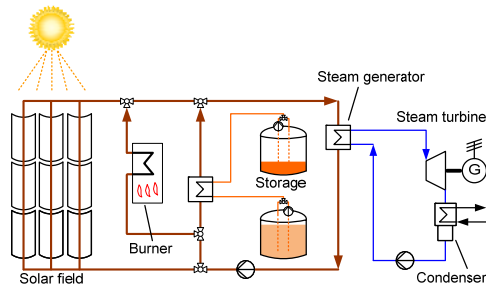 Steam generator
Steam turbine
G
Storage
Burner
Solar field
Condenser